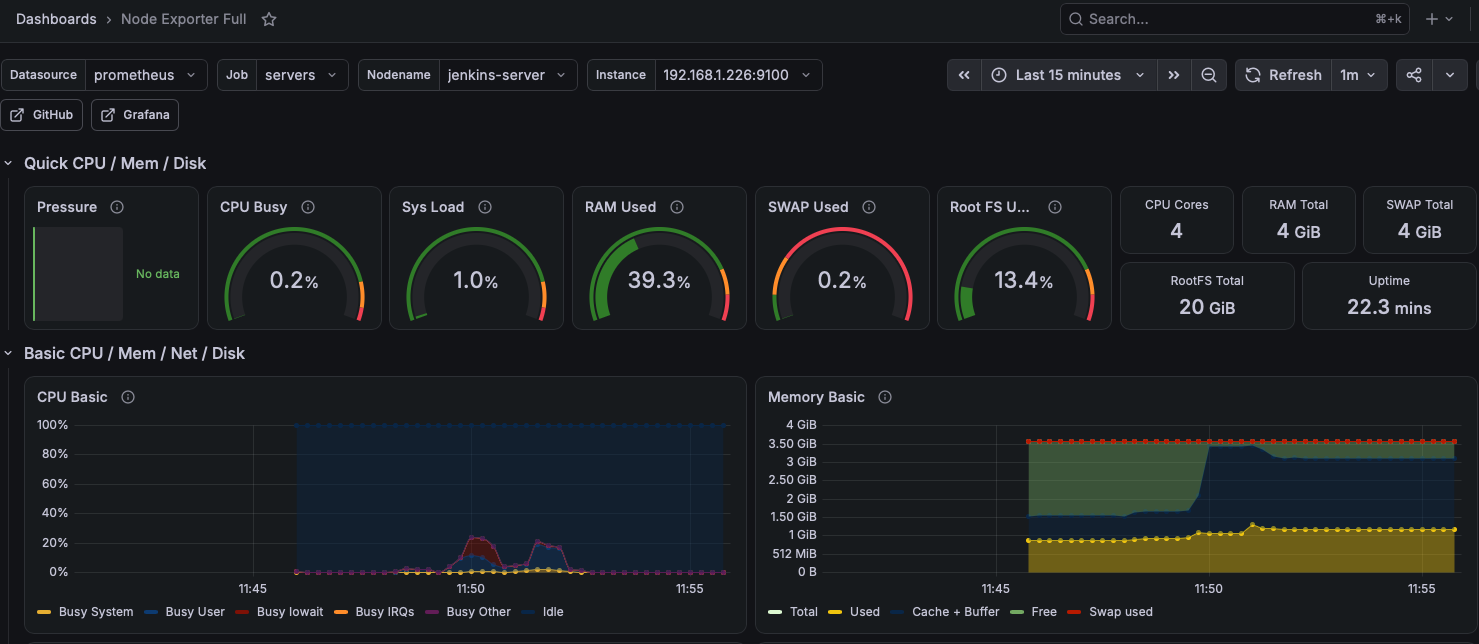 Dashboards › Node Exporter Full
Search... ⌘+k
Datasource prometheus Job servers Nodename jenkins-server Instance 192.168.1.226:9100 Last 15 minutes Refresh 1m
GitHub Grafana
Quick CPU / Mem / Disk
Pressure
No data
CPU Busy
0.2%
Sys Load
1.0%
RAM Used
39.3%
SWAP Used
0.2%
Root FS U...
13.4%
CPU Cores
4
RAM Total
4 GiB
SWAP Total
4 GiB
RootFS Total
20 GiB
Uptime
22.3 mins
Basic CPU / Mem / Net / Disk
CPU Basic
100%
80%
60%
40%
20%
0%
11:45 11:50 11:55
Busy System Busy User Busy Iowait Busy IRQs Busy Other Idle
Memory Basic
4 GiB
3.50 GiB
3 GiB
2.50 GiB
2 GiB
1.50 GiB
1 GiB
512 MiB
0 B
11:45 11:50 11:55
Total Used Cache + Buffer Free Swap used